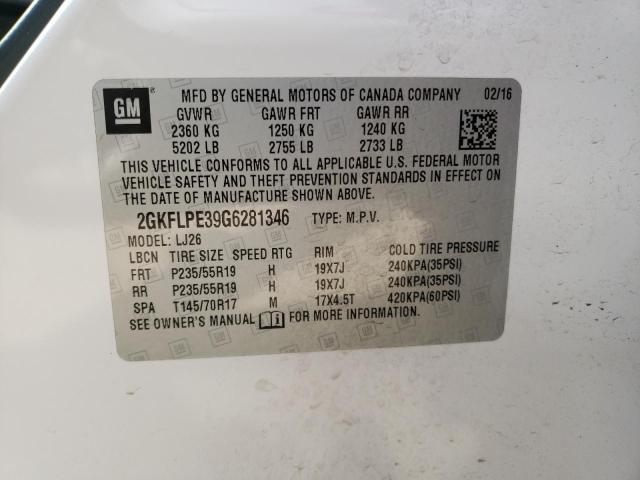 GM
MFD BY GENERAL MOTORS OF CANADA COMPANY 02/16
GVWR GAWR FRT GAWR RR
2360 KG 1250 KG 1240 KG
5202 LB 2755 LB 2733 LB
THIS VEHICLE CONFORMS TO ALL APPLICABLE U.S. FEDERAL MOTOR
VEHICLE SAFETY AND THEFT PREVENTION STANDARDS IN EFFECT ON
THE DATE OF MANUFACTURE SHOWN ABOVE.
2GKFLPE39G6281346 TYPE: M.P.V.
MODEL: LJ26
LBCN TIRE SIZE SPEED RTG RIM COLD TIRE PRESSURE
FRT P235/55R19 H 19X7J 240KPA(35PSI)
RR P235/55R19 H 19X7J 240KPA(35PSI)
SPA T145/70R17 M 17X4.5T 420KPA(60PSI)
SEE OWNER'S MANUAL FOR MORE INFORMATION.